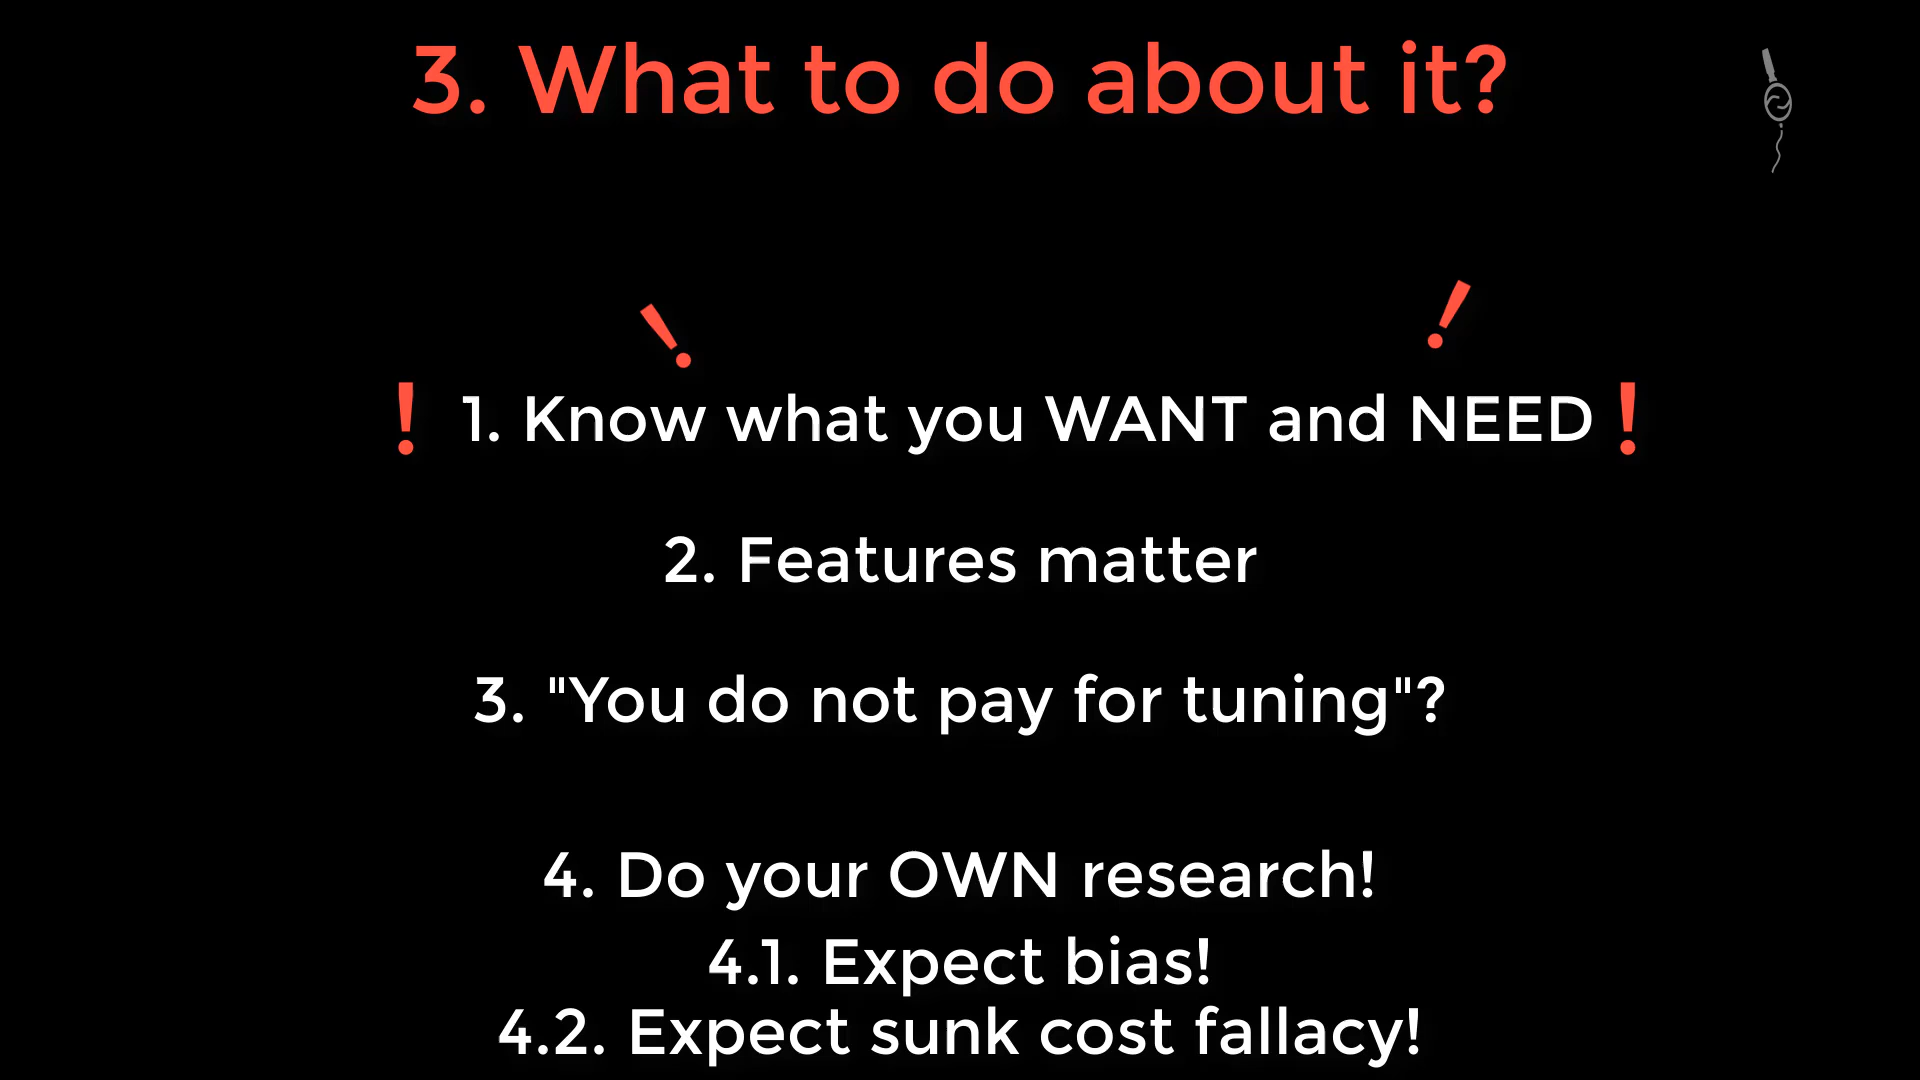 3. What to do about it?
! !
! 1. Know what you WANT and NEED !
2. Features matter
3. "You do not pay for tuning"?
4. Do your OWN research!
4.1. Expect bias!
4.2. Expect sunk cost fallacy!